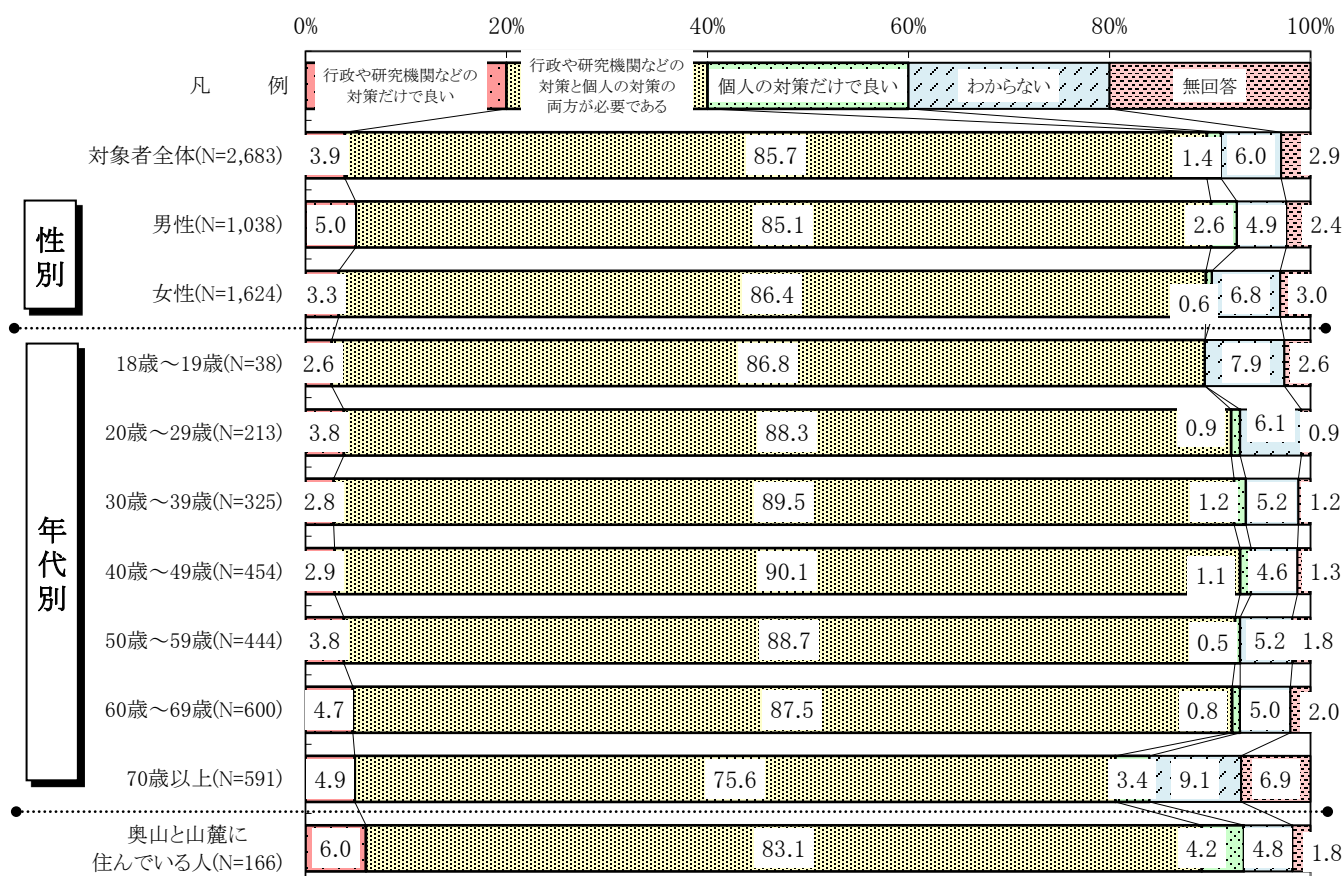 0% 20% 40% 60% 80% 100%
凡 例
行政や研究機関などの
対策だけで良い
行政や研究機関などの
対策と個人の対策の
両方が必要である
個人の対策だけで良い
わからない
無回答
対象者全体(N=2,683) 3.9 85.7 1.4 6.0 2.9
性別
男性(N=1,038) 5.0 85.1 2.6 4.9 2.4
女性(N=1,624) 3.3 86.4 0.6 6.8 3.0
年代別
18歳～19歳(N=38) 2.6 86.8 7.9 2.6
20歳～29歳(N=213) 3.8 88.3 0.9 6.1 0.9
30歳～39歳(N=325) 2.8 89.5 1.2 5.2 1.2
40歳～49歳(N=454) 2.9 90.1 1.1 4.6 1.3
50歳～59歳(N=444) 3.8 88.7 0.5 5.2 1.8
60歳～69歳(N=600) 4.7 87.5 0.8 5.0 2.0
70歳以上(N=591) 4.9 75.6 3.4 9.1 6.9
奥山と山麓に
住んでいる人(N=166) 6.0 83.1 4.2 4.8 1.8